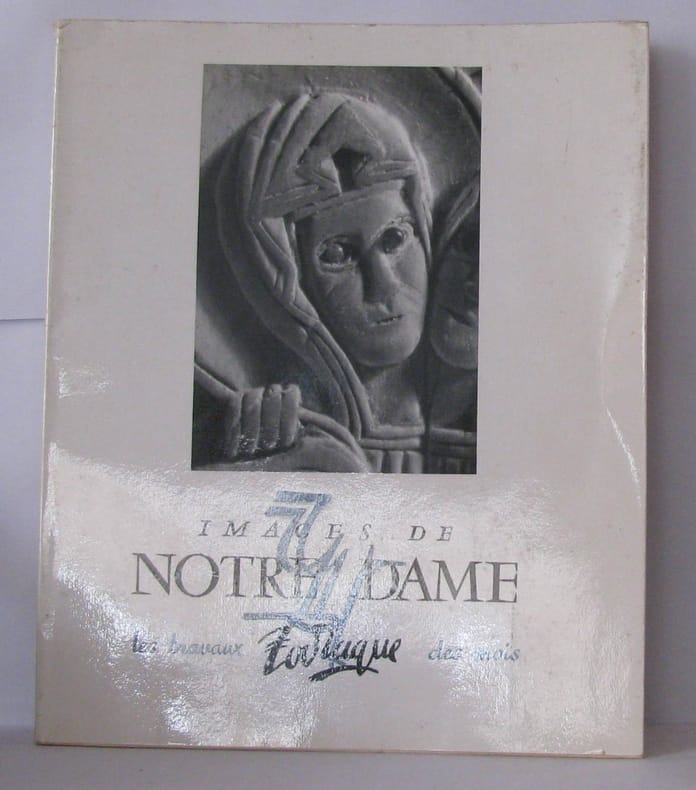 IMAGES DE
NOTRE DAME
les travaux Zodiaque des mois